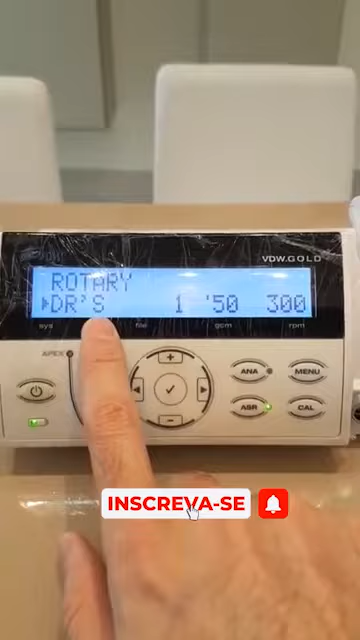 VDW.GOLD
ROTARY
DR'S 1 '50 300
sys file gcm rpm
APEX
ANA MENU
ASR CAL
INSCREVA-SE